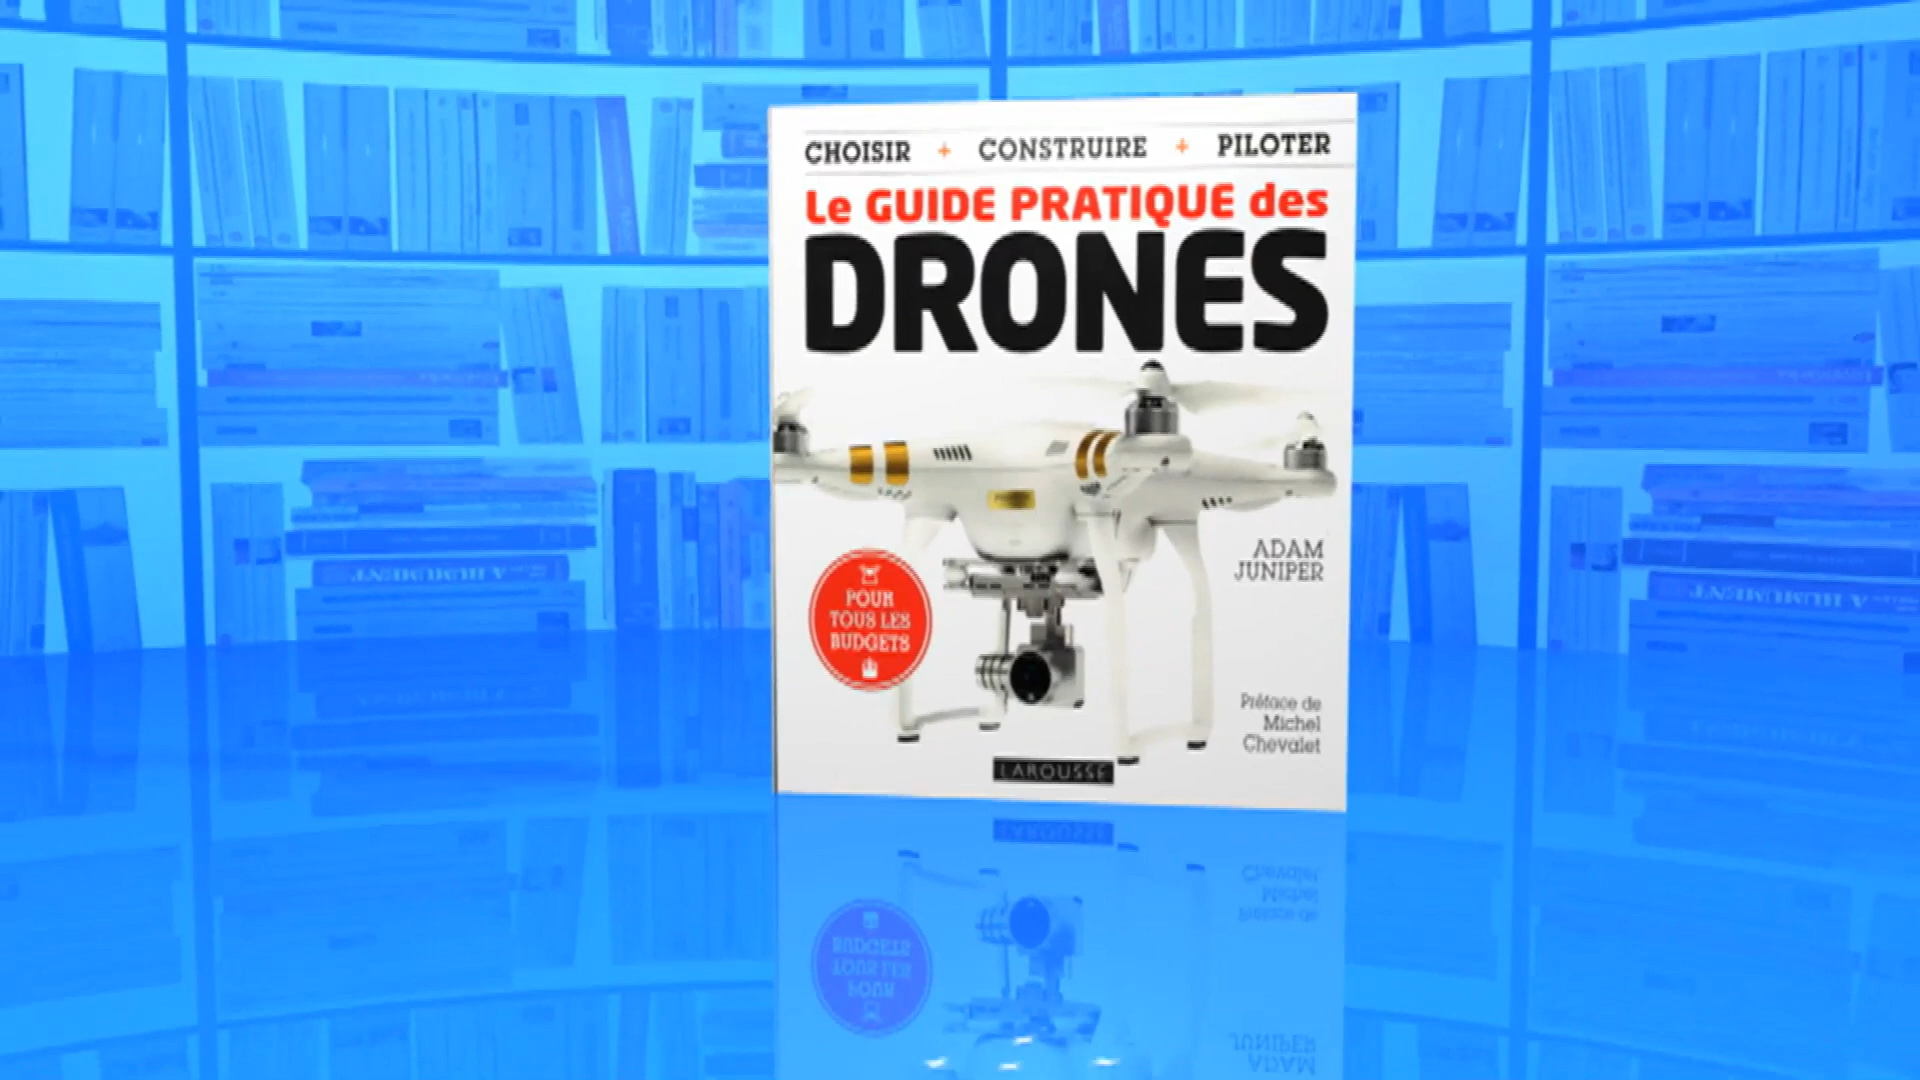 CHOISIR + CONSTRUIRE + PILOTER
Le GUIDE PRATIQUE des
DRONES
ADAM
JUNIPER
POUR
TOUS LES
BUDGETS
Préface de
Michel
Chevalet
LAROUSSE